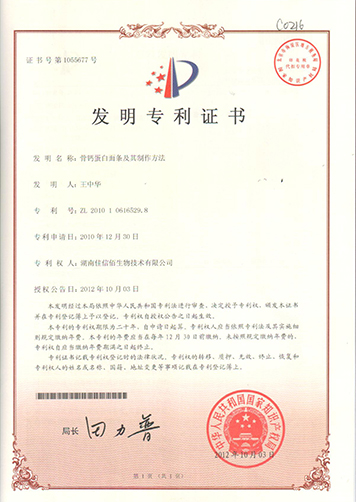 C0216
证书号第1055677号
发明专利证书
发 明 名 称：骨钙蛋白面条及其制作方法
发 明 人：王中华
专 利 号：ZL 2010 1 0616529.8
专利申请日：2010年12月30日
专 利 权 人：湖南佳信佰生物技术有限公司
授权公告日：2012年10月03日
本发明经过本局依照中华人民共和国专利法进行审查，决定授予专利权，颁发本证书
并在专利登记簿上予以登记。专利权自授权公告之日起生效。
本专利的专利权期限为二十年，自申请日起算。专利权人应当依照专利法及其实施细
则规定缴纳年费。本专利的年费应当在每年12月30日前缴纳。未按照规定缴纳年费的，
专利权自应当缴纳年费期满之日起终止。
专利证书记载专利权登记时的法律状况。专利权的转移、质押、无效、终止、恢复和
专利权人的姓名或名称、国籍、地址变更等事项记载在专利登记簿上。
局长 田力普
中华人民共和国国家知识产权局
2012年10月03日
第1页（共1页）